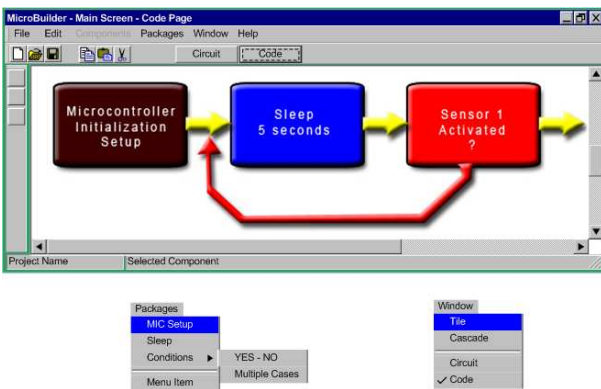 MicroBuilder - Main Screen - Code Page
File Edit Components Packages Window Help
Circuit Code
Microcontroller
Initialization
Setup
Sleep
5 seconds
Sensor 1
Activated
?
Project Name Selected Component
Packages
MIC Setup
Sleep
Conditions
YES - NO
Multiple Cases
Menu Item
Window
Tile
Cascade
Circuit
Code